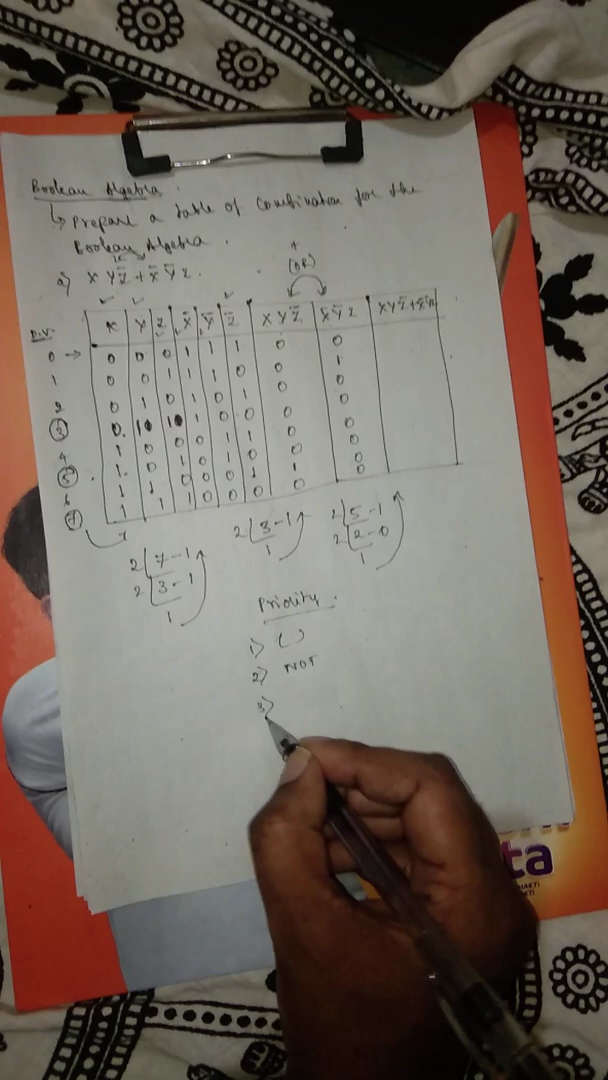 Boolean Algebra.
↳ Prepare a table of Combination for the
Boolean Algebra.
a) X Y Z̅ + X̅ Y̅ Z.
+
(OR)
D.V. X Y Z X̅ Y̅ Z̅ X Y Z̅ X̅ Y̅ Z XYZ̅+X̅Y̅Z
0 → 0 0 0 1 1 1 0 0
1 0 0 1 1 1 0 0 1
2 0 1 0 1 0 1 0 0
3 0 1 1 1 0 0 0 0
4 1 0 0 0 1 1 0 0
5 1 0 1 0 1 0 0 0
6 1 1 0 0 0 1 1 0
7 1 1 1 0 0 0 0 0
2 7 - 1
2 3 - 1
1
2 3 - 1
1
2 5 - 1
2 2 - 0
1
Priority.
1) ( )
2) NOT
3)
ta